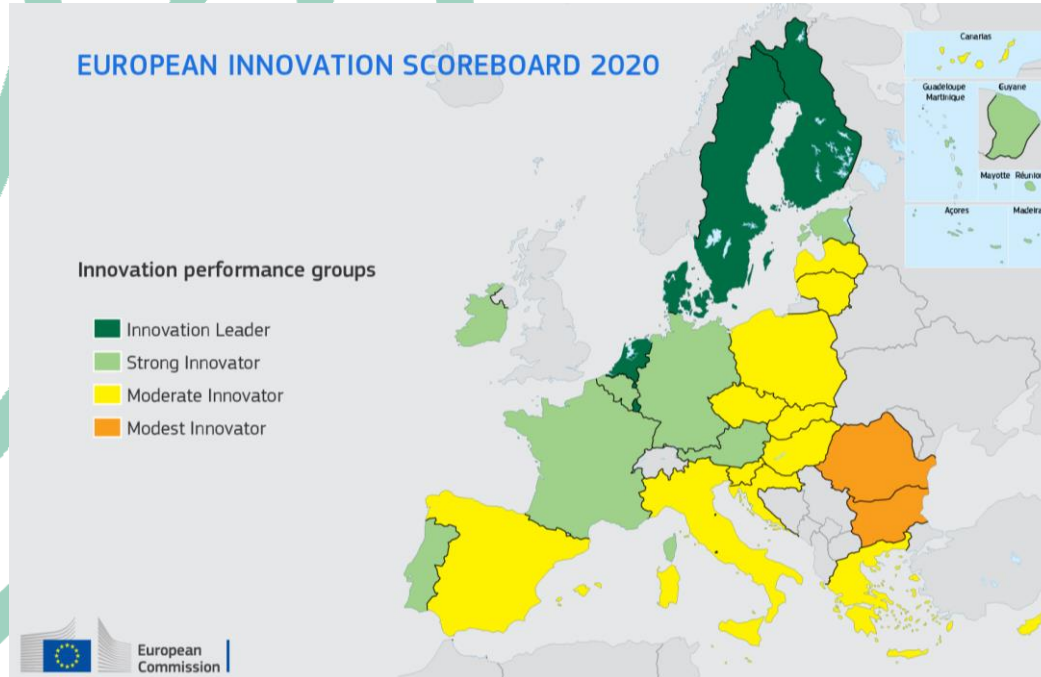 EUROPEAN INNOVATION SCOREBOARD 2020
Canarias
Guadeloupe
Martinique
Guyane
Mayotte
Réunion
Açores
Madeira
Innovation performance groups
Innovation Leader
Strong Innovator
Moderate Innovator
Modest Innovator
European
Commission